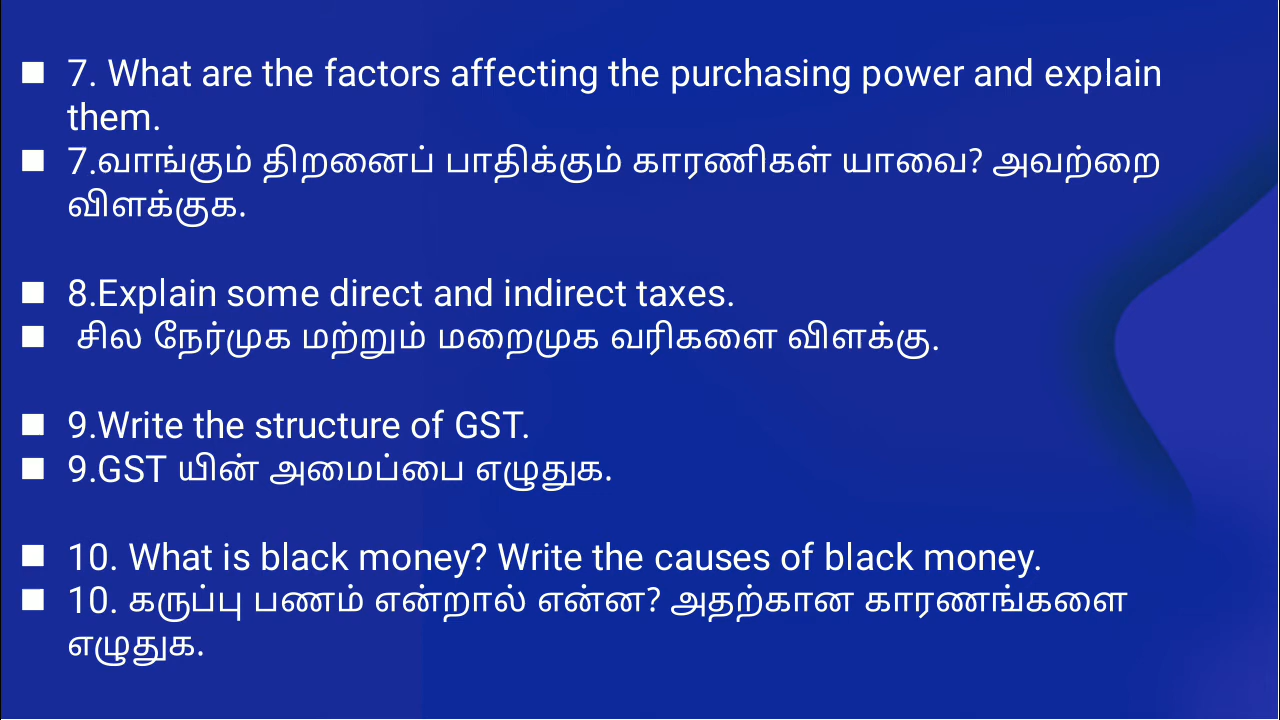 7. What are the factors affecting the purchasing power and explain
them.
7.வாங்கும் திறனைப் பாதிக்கும் காரணிகள் யாவை? அவற்றை
விளக்குக.
8.Explain some direct and indirect taxes.
சில நேர்முக மற்றும் மறைமுக வரிகளை விளக்கு.
9.Write the structure of GST.
9.GST யின் அமைப்பை எழுதுக.
10. What is black money? Write the causes of black money.
10. கருப்பு பணம் என்றால் என்ன? அதற்கான காரணங்களை
எழுதுக.